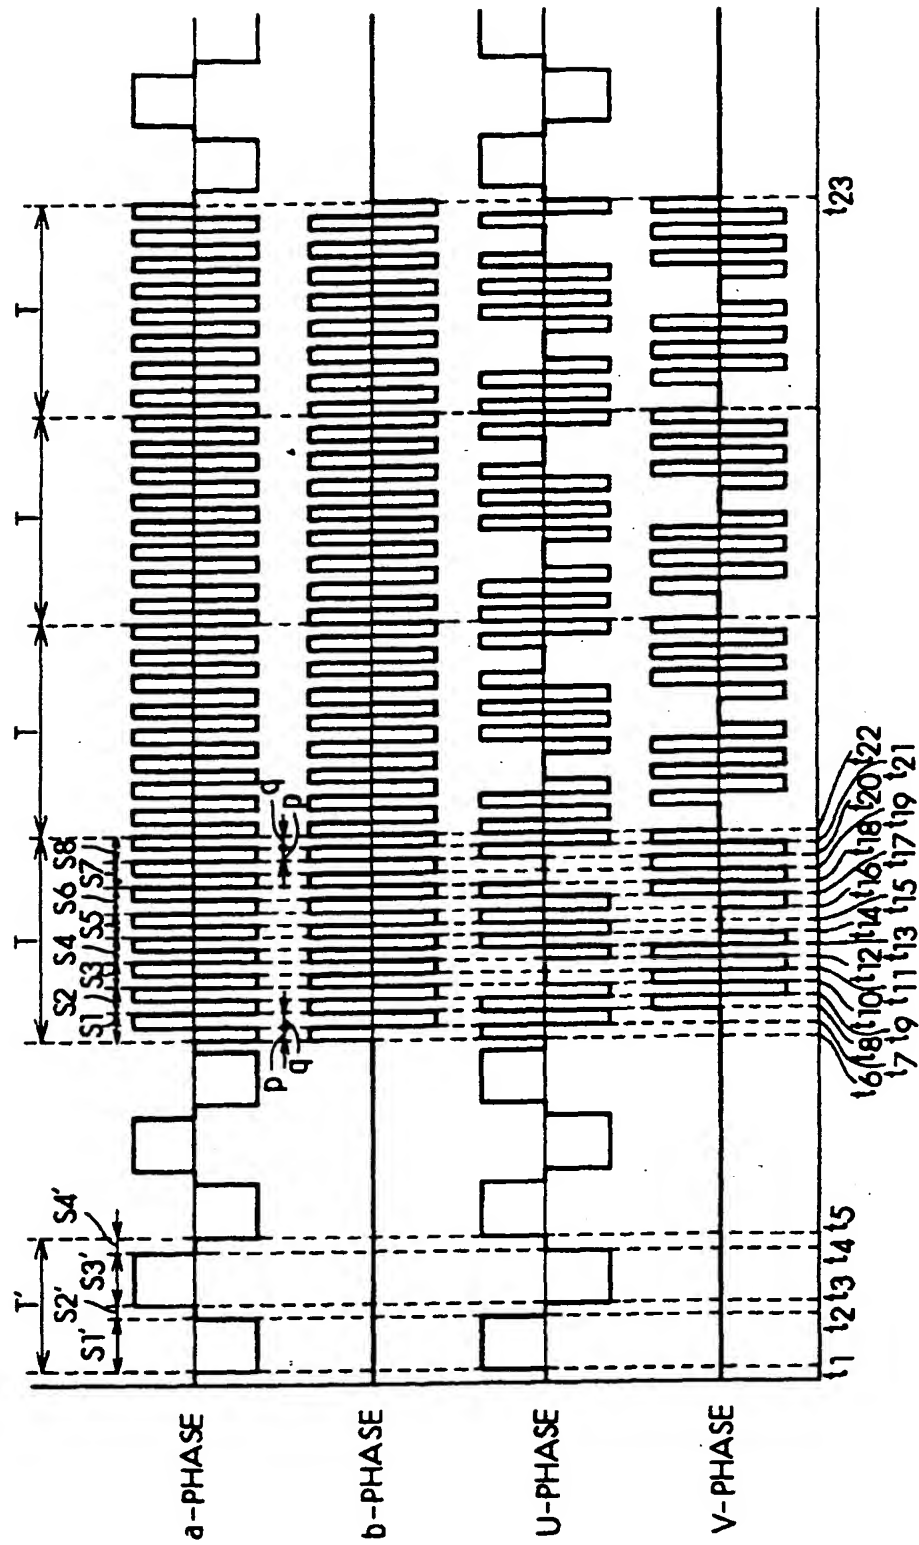 T'
T
T
T
T
S1'
S2'
S3'
S4'
S1
S2
S3
S4
S5
S6
S7
S8
a-PHASE
p
q
q
p
b-PHASE
U-PHASE
V-PHASE
t1
t2
t3
t4
t5
t6
t7
t8
t9
t10
t11
t12
t13
t14
t15
t16
t17
t18
t19
t20
t21
t22
t23